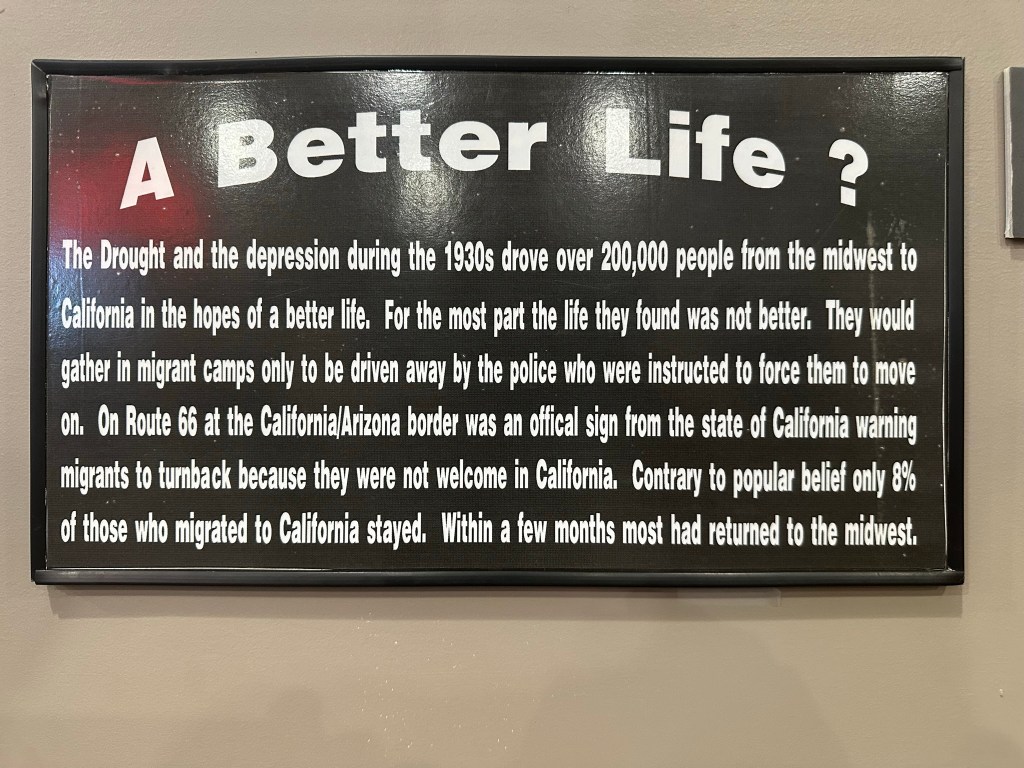 A Better Life ?
The Drought and the depression during the 1930s drove over 200,000 people from the midwest to
California in the hopes of a better life. For the most part the life they found was not better. They would
gather in migrant camps only to be driven away by the police who were instructed to force them to move
on. On Route 66 at the California/Arizona border was an offical sign from the state of California warning
migrants to turnback because they were not welcome in California. Contrary to popular belief only 8%
of those who migrated to California stayed. Within a few months most had returned to the midwest.